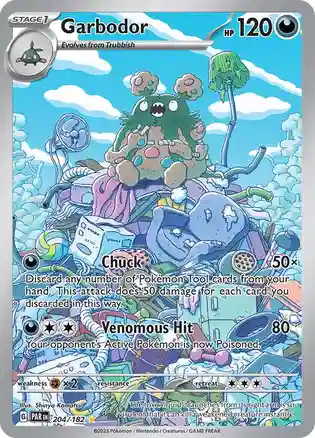 STAGE 1
Garbodor
HP 120
Evolves from Trubbish
Chuck 50×
Discard any number of Pokémon Tool cards from
your hand. This attack does 50 damage for each
card you discarded in this way.
Venomous Hit 80
Your opponent's Active Pokémon is now Poisoned.
weakness ×2 resistance retreat
Illus. Shinya Komatsu
G PAR EN 204/182
©2023 Pokémon / Nintendo / Creatures / GAME FREAK